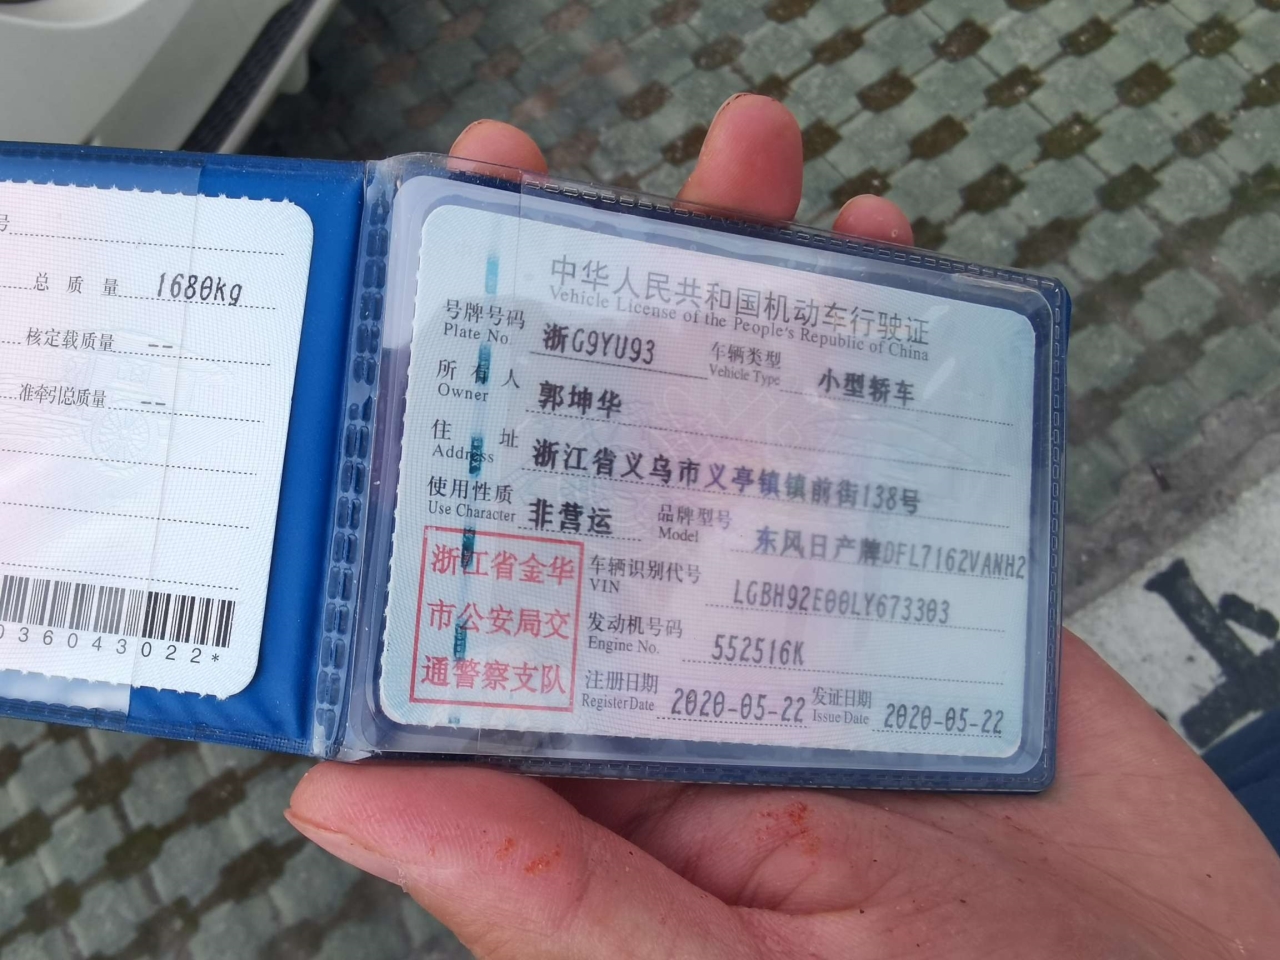 号
总质量 1680kg
核定载质量 --
准牵引总质量 --
036043022*
中华人民共和国机动车行驶证
Vehicle License of the People's Republic of China
号牌号码 浙G9YU93 车辆类型 小型轿车
Plate No. Vehicle Type
所有人 郭坤华
Owner
住址 浙江省义乌市义亭镇镇前街138号
Address
使用性质 非营运 品牌型号 东风日产牌DFL7162VANH2
Use Character Model
浙江省金华
市公安局交
通警察支队
车辆识别代号 LGBH92E00LY673303
VIN
发动机号码 552516K
Engine No.
注册日期 2020-05-22 发证日期 2020-05-22
Register Date Issue Date